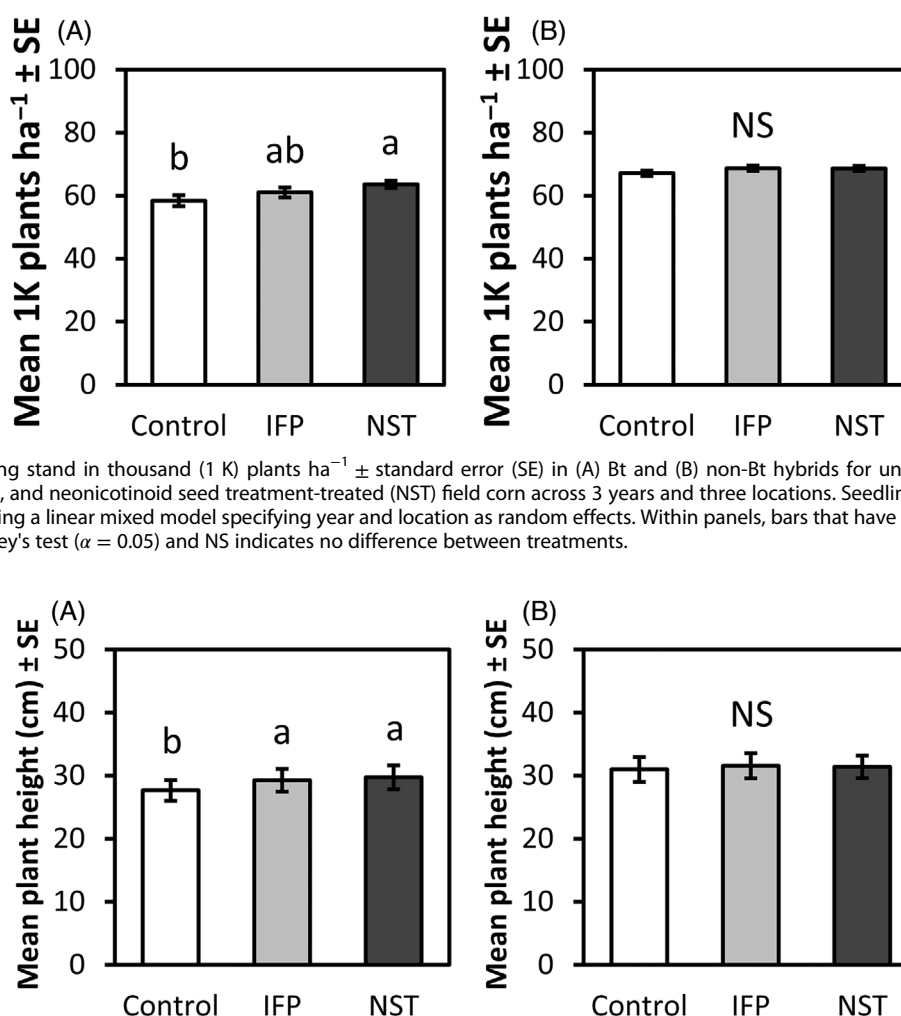 (A)
Mean 1K plants ha⁻¹ ± SE
100
80
60
40
20
0
b
ab
a
Control IFP NST
(B)
Mean 1K plants ha⁻¹ ± SE
100
80
60
40
20
0
NS
Control IFP NST
ng stand in thousand (1 K) plants ha⁻¹ ± standard error (SE) in (A) Bt and (B) non-Bt hybrids for un
, and neonicotinoid seed treatment-treated (NST) field corn across 3 years and three locations. Seedlin
ing a linear mixed model specifying year and location as random effects. Within panels, bars that have
ey's test (α = 0.05) and NS indicates no difference between treatments.
(A)
Mean plant height (cm) ± SE
50
40
30
20
10
0
b
a
a
Control IFP NST
(B)
Mean plant height (cm) ± SE
50
40
30
20
10
0
NS
Control IFP NST